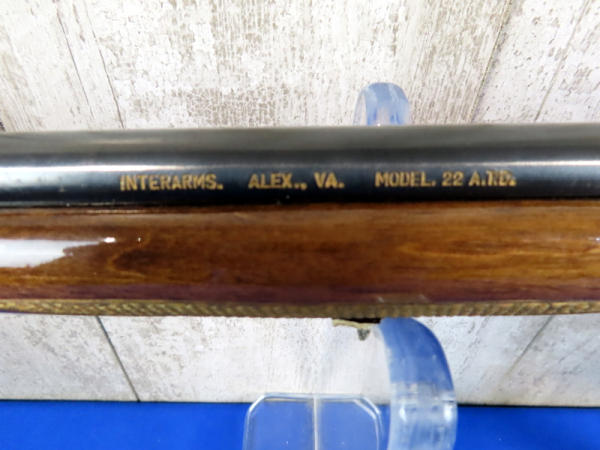 INTERARMS. ALEX., VA. MODEL. 22 A.T.D.